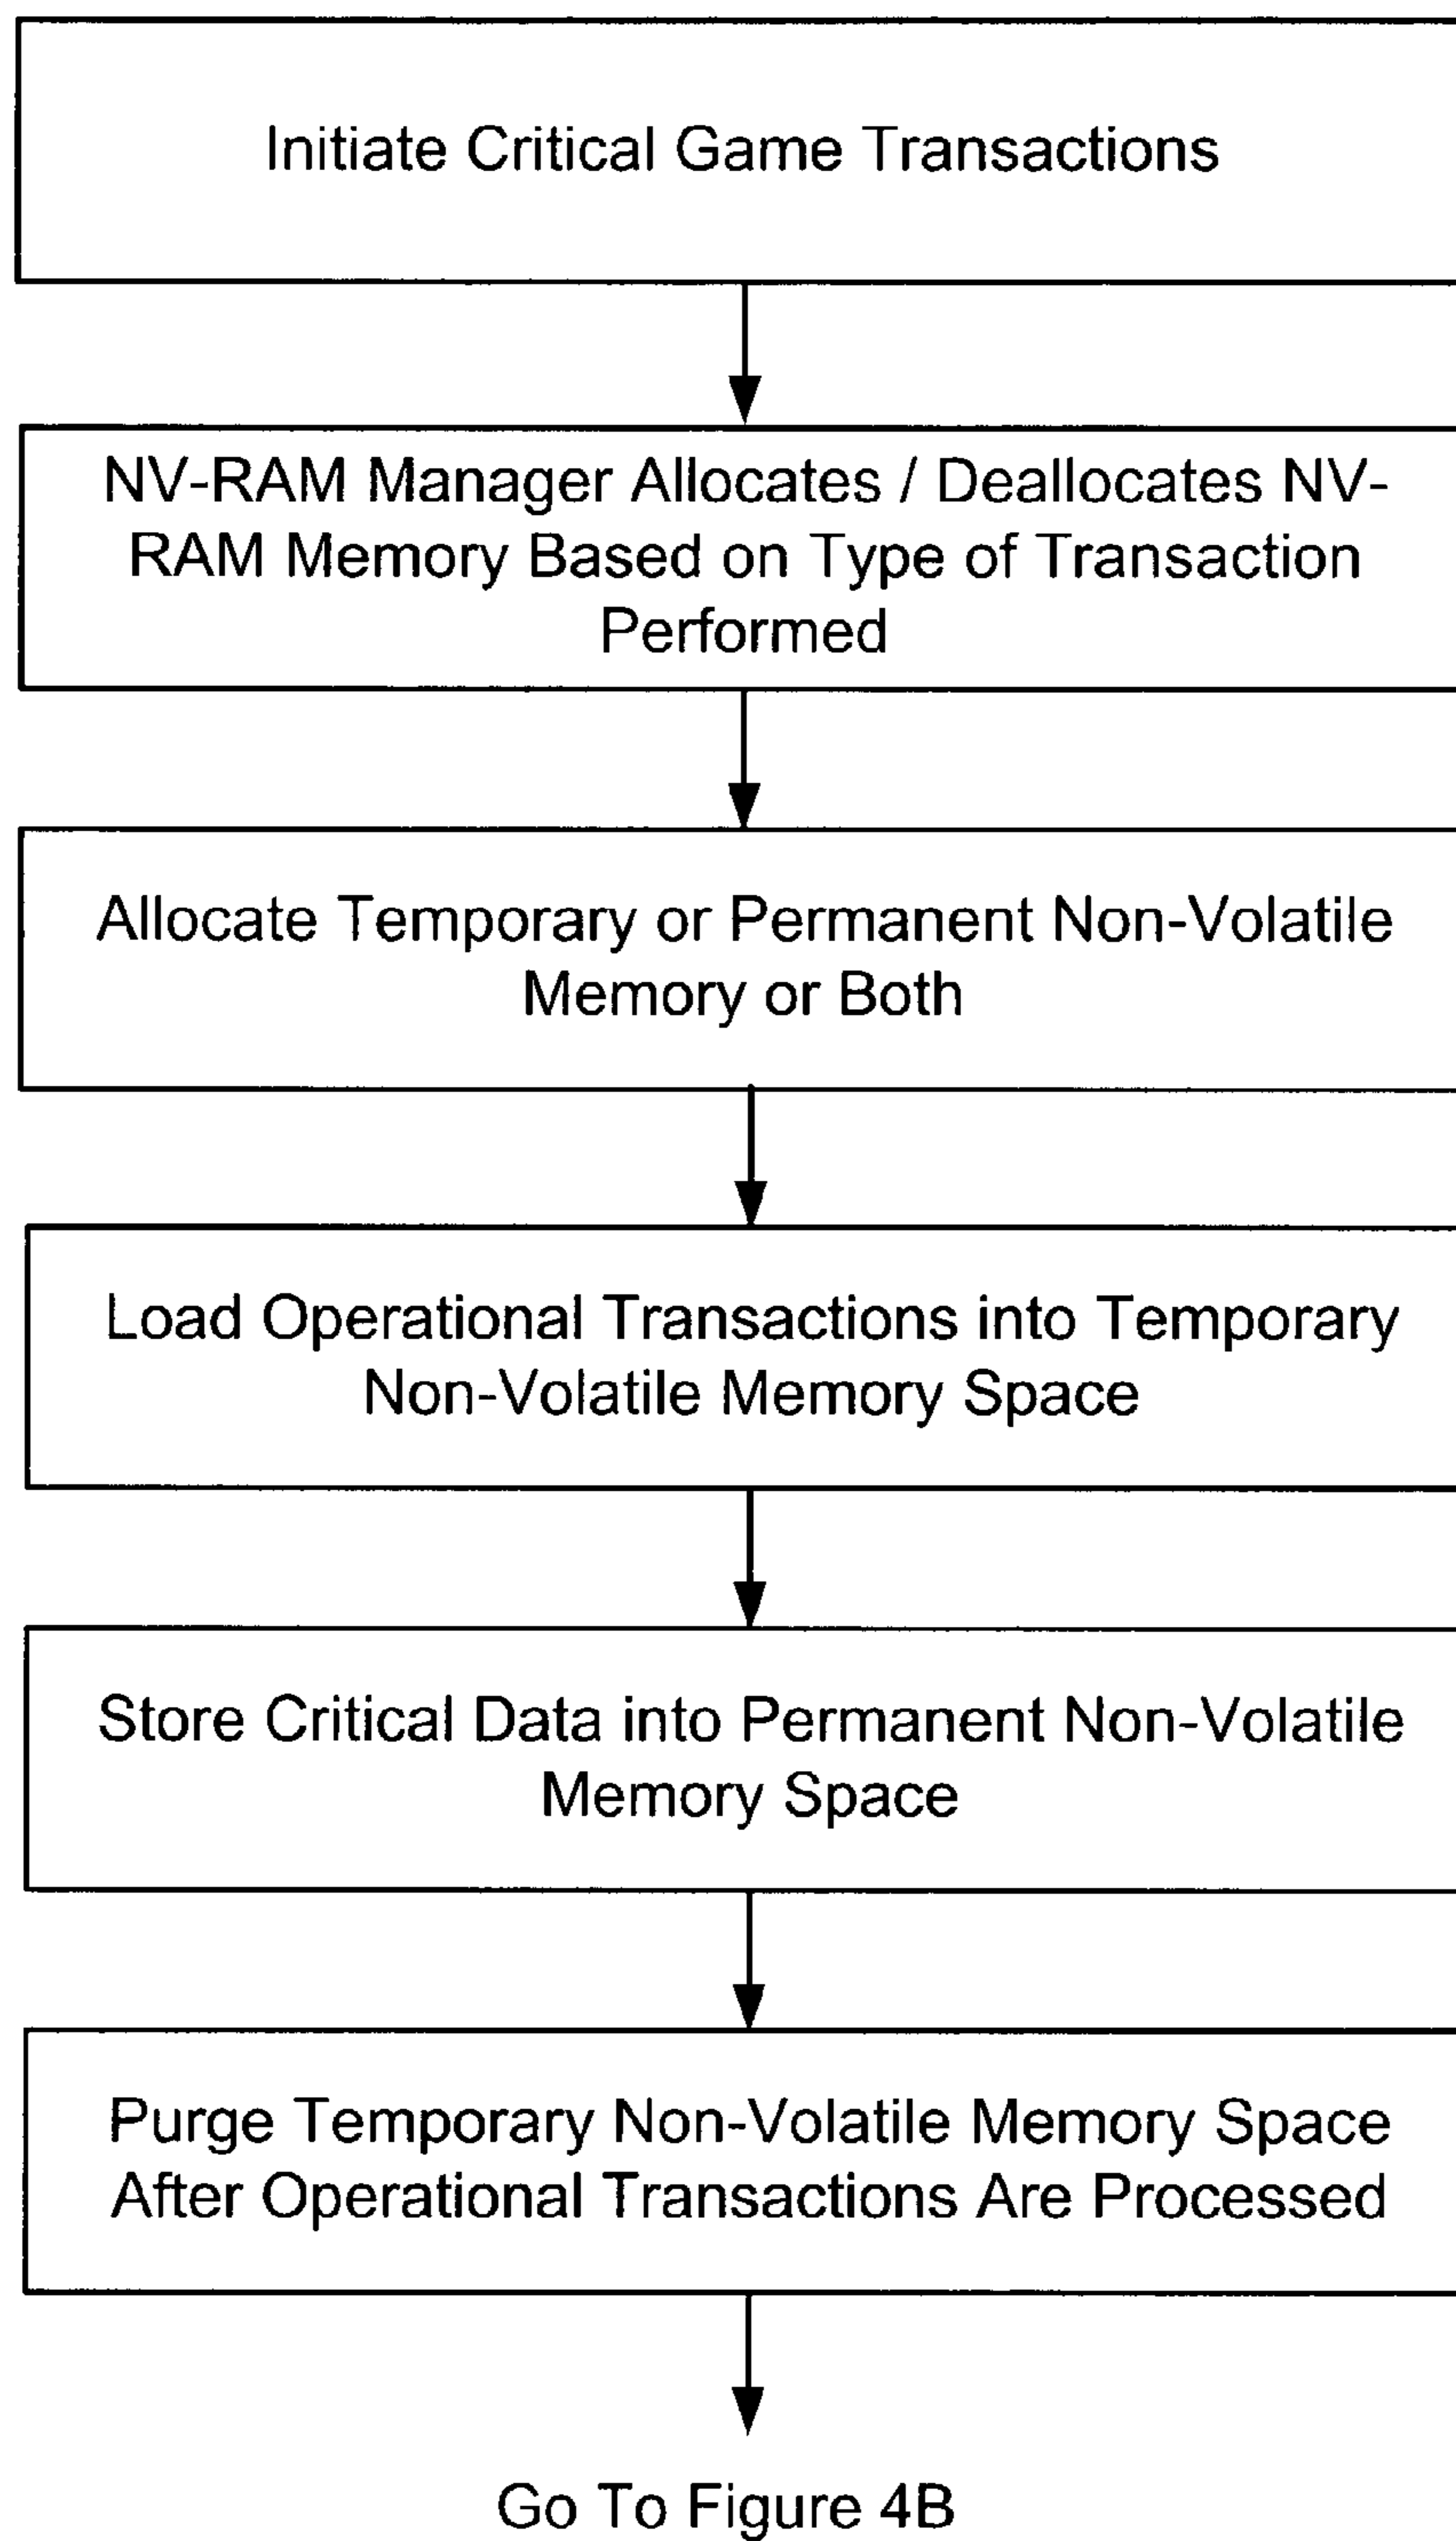 Initiate Critical Game Transactions
NV-RAM Manager Allocates / Deallocates NV-
RAM Memory Based on Type of Transaction
Performed
Allocate Temporary or Permanent Non-Volatile
Memory or Both
Load Operational Transactions into Temporary
Non-Volatile Memory Space
Store Critical Data into Permanent Non-Volatile
Memory Space
Purge Temporary Non-Volatile Memory Space
After Operational Transactions Are Processed
Go To Figure 4B